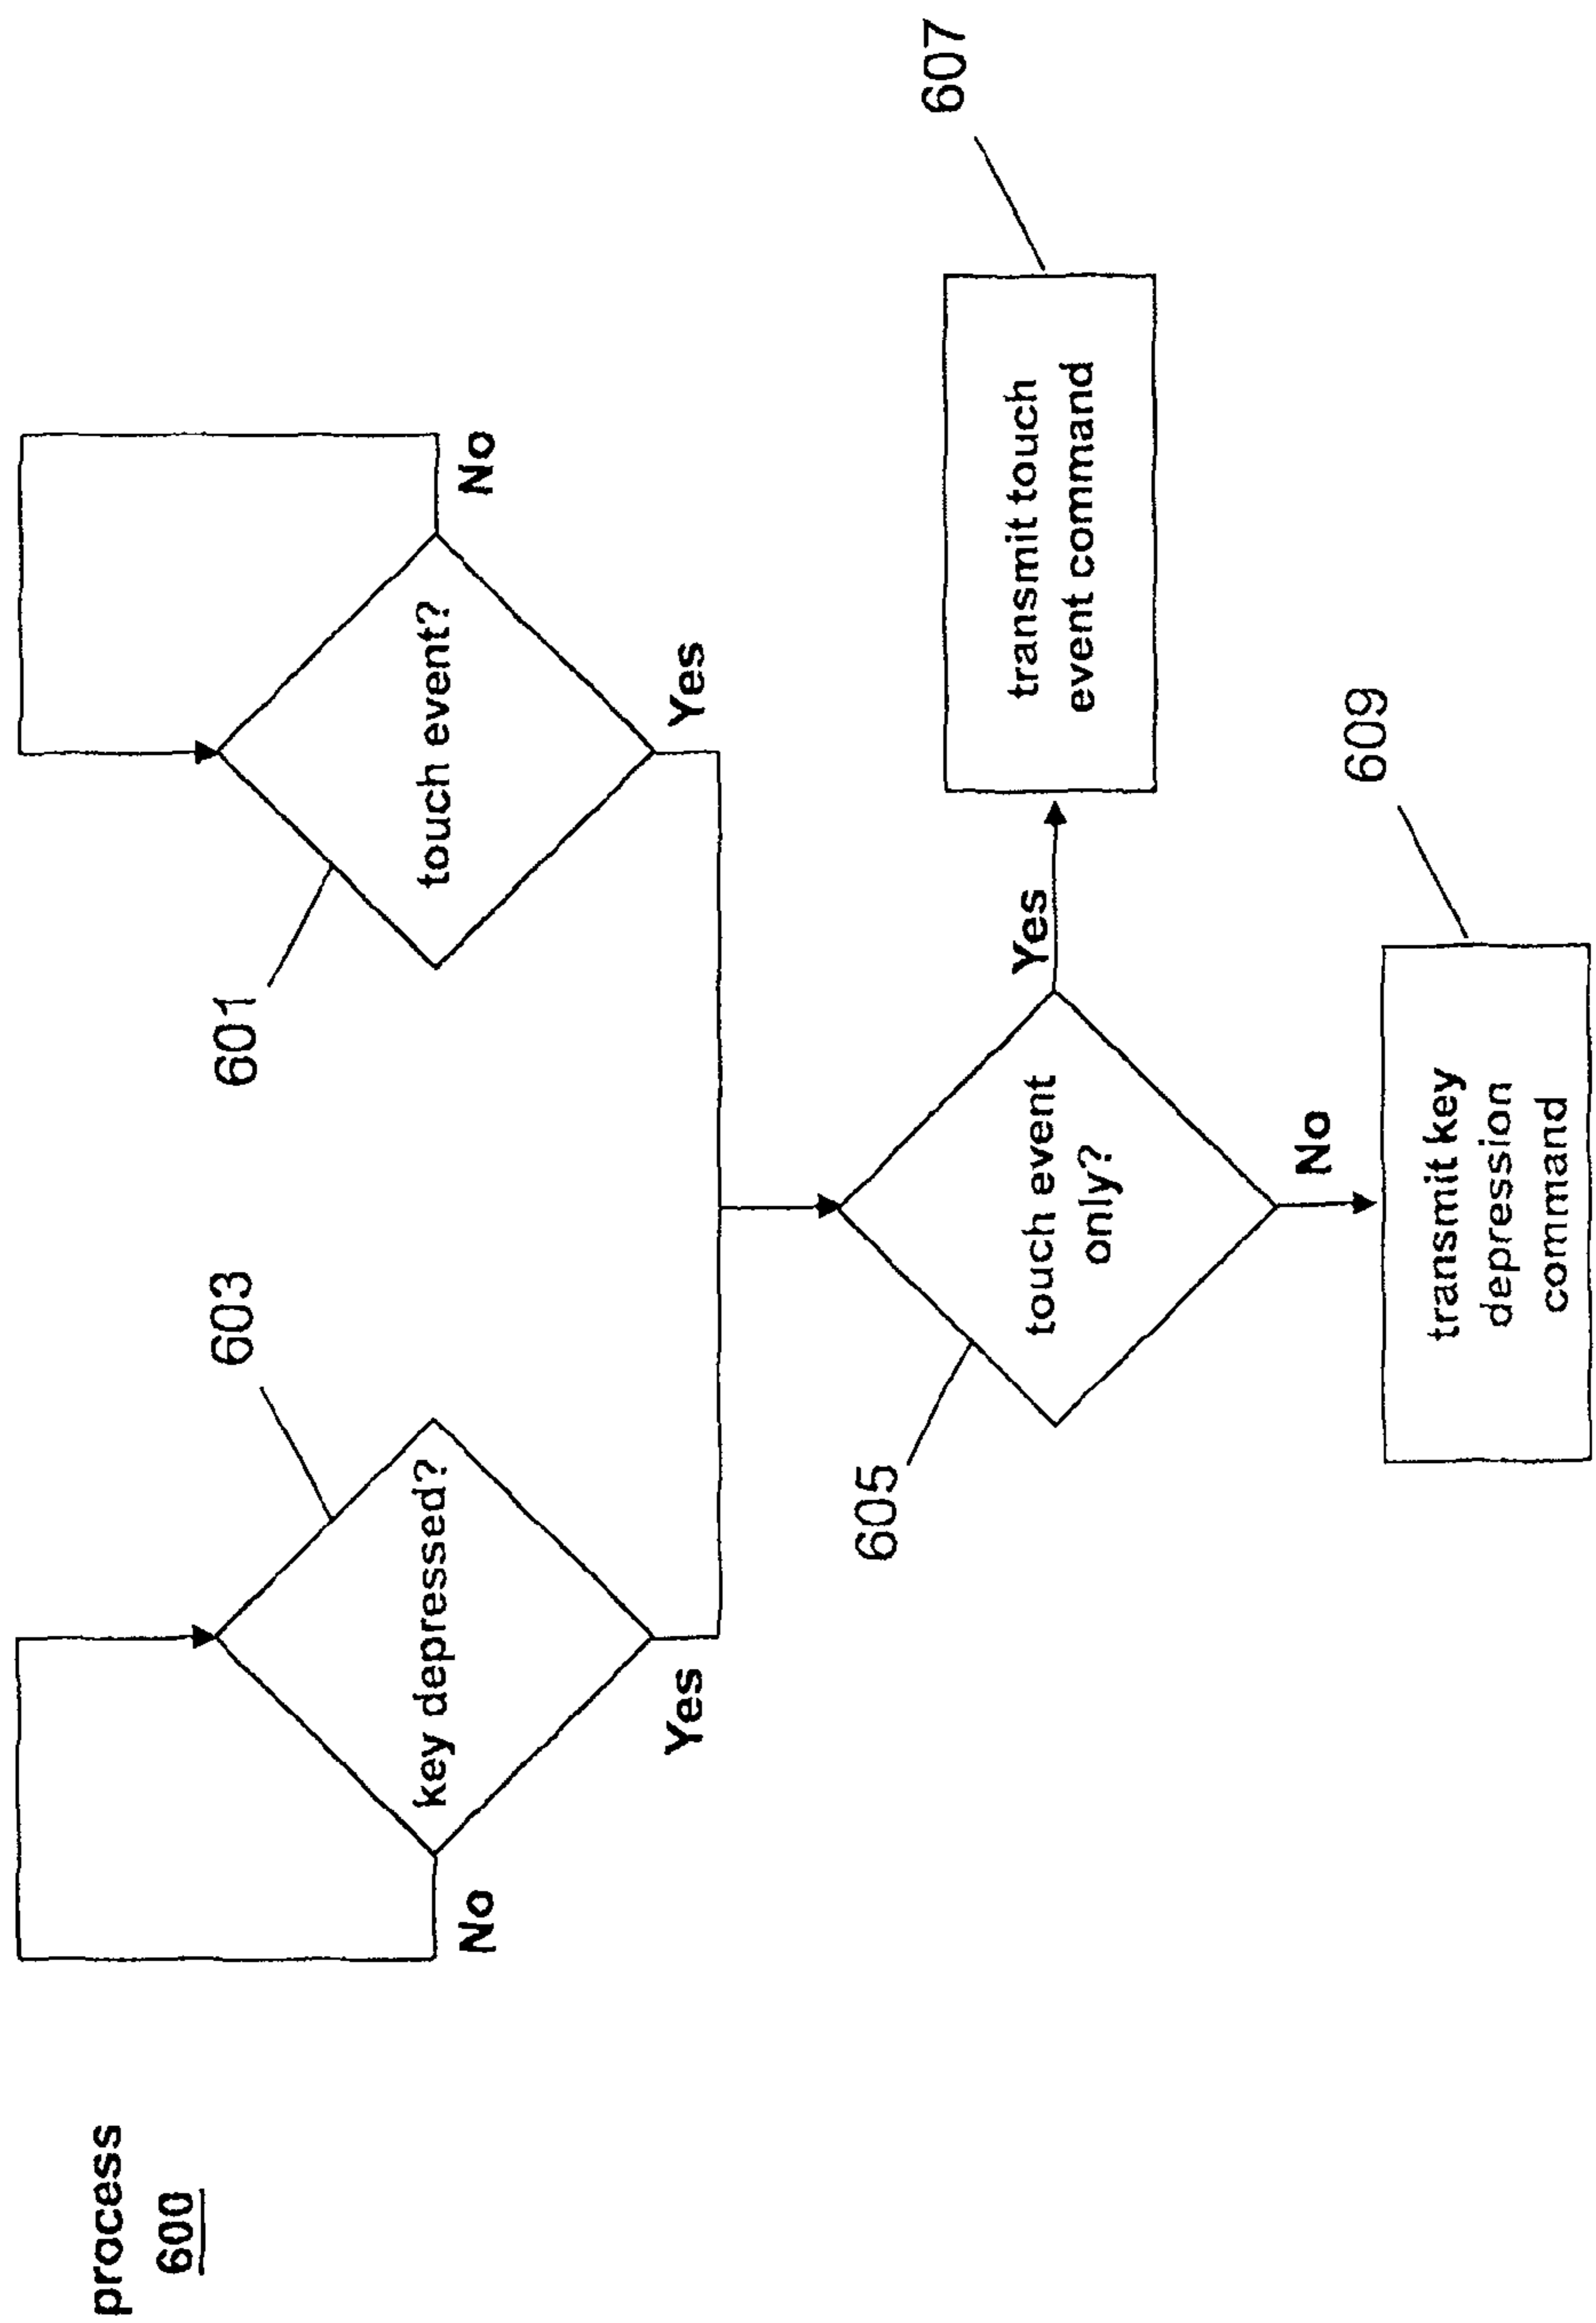 process
600
603
601
key depressed?
touch event?
No
No
Yes
Yes
605
touch event
only?
Yes
607
transmit touch
event command
No
609
transmit key
depression
command